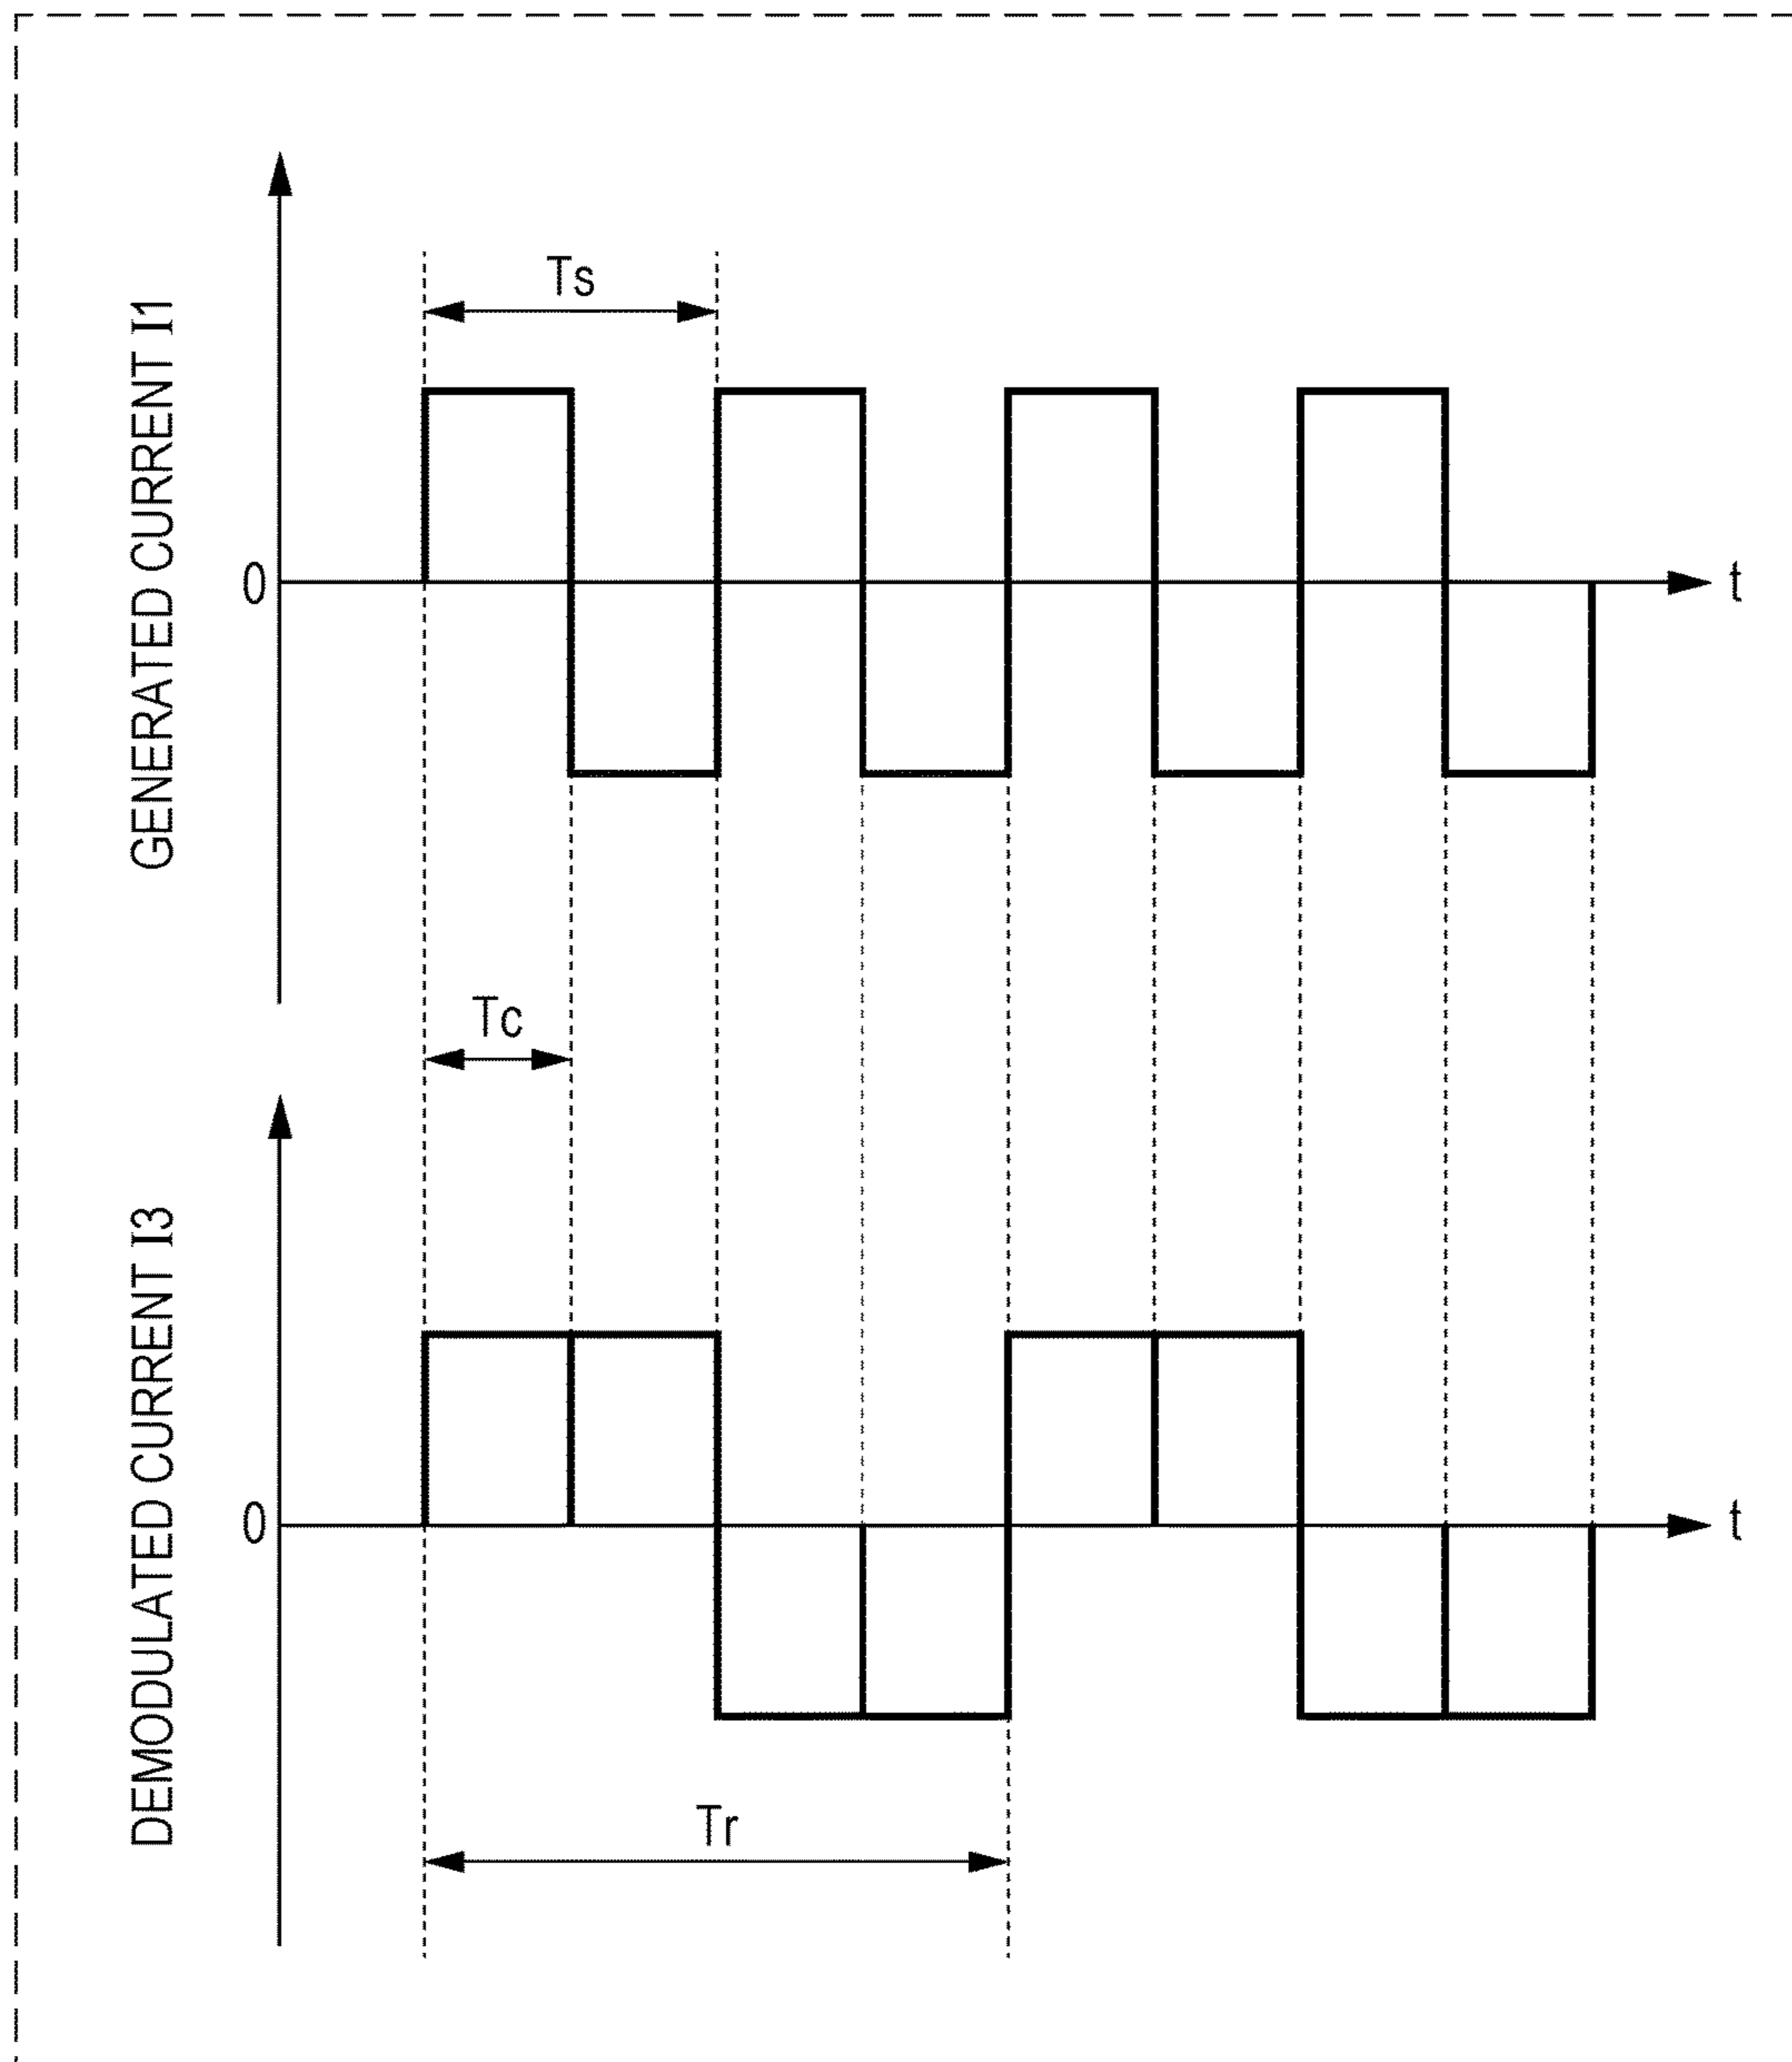 GENERATED CURRENT I1
Ts
0
t
Tc
DEMODULATED CURRENT I3
0
t
Tr